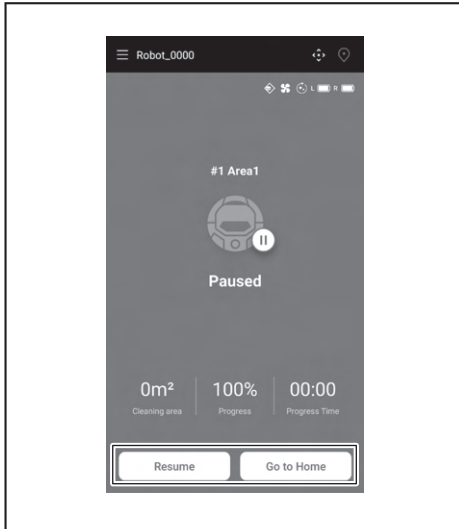 Robot_0000
L R
#1 Area1
Paused
0m² 100% 00:00
Cleaning area Progress Progress Time
Resume Go to Home